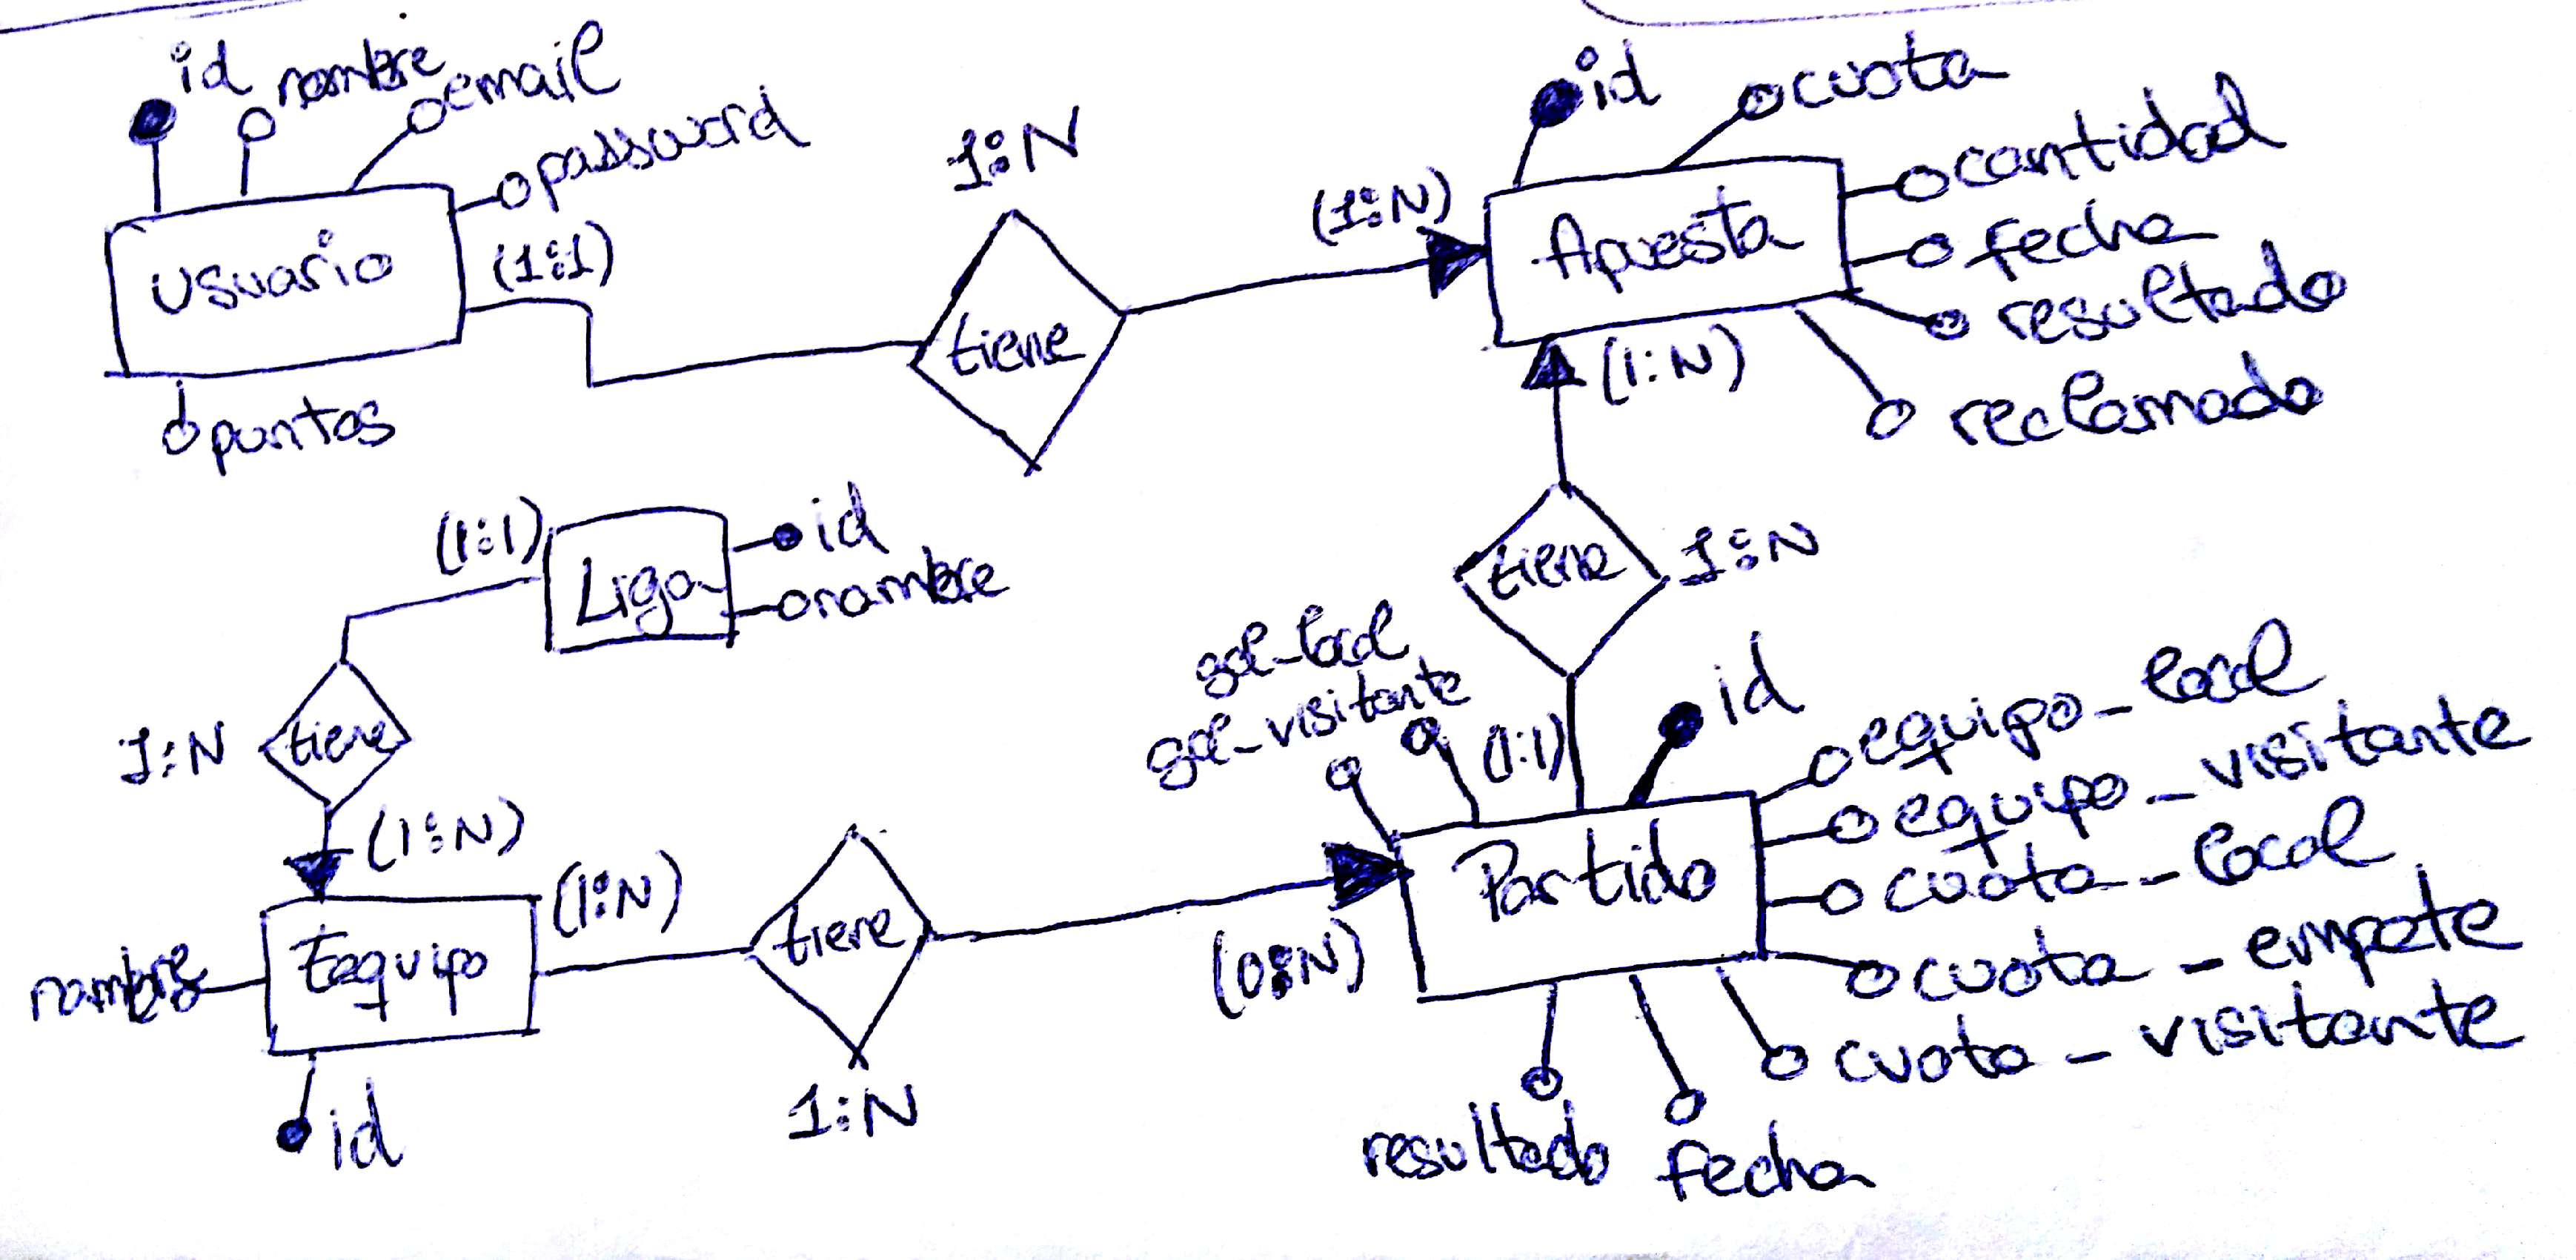 id
nombre
email
password
usuario
(1:1)
puntos
1:N
tiene
(1:N)
id
cuota
cantidad
Apuesta
fecha
resultado
reclamado
(1:N)
tiene
1:N
(1:1)
Liga
id
nombre
1:N
tiene
(1:N)
nombre
Equipo
id
(1:N)
tiene
1:N
(0:N)
gol_local
gol_visitante
(1:1)
id
Partido
equipo_local
equipo_visitante
cuota_local
cuota_empate
cuota_visitante
resultado
fecha